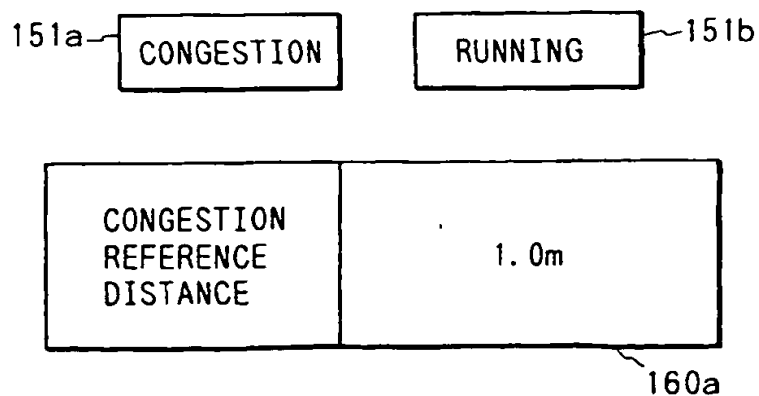 151a
CONGESTION
RUNNING
151b
CONGESTION
REFERENCE
DISTANCE
1.0m
160a